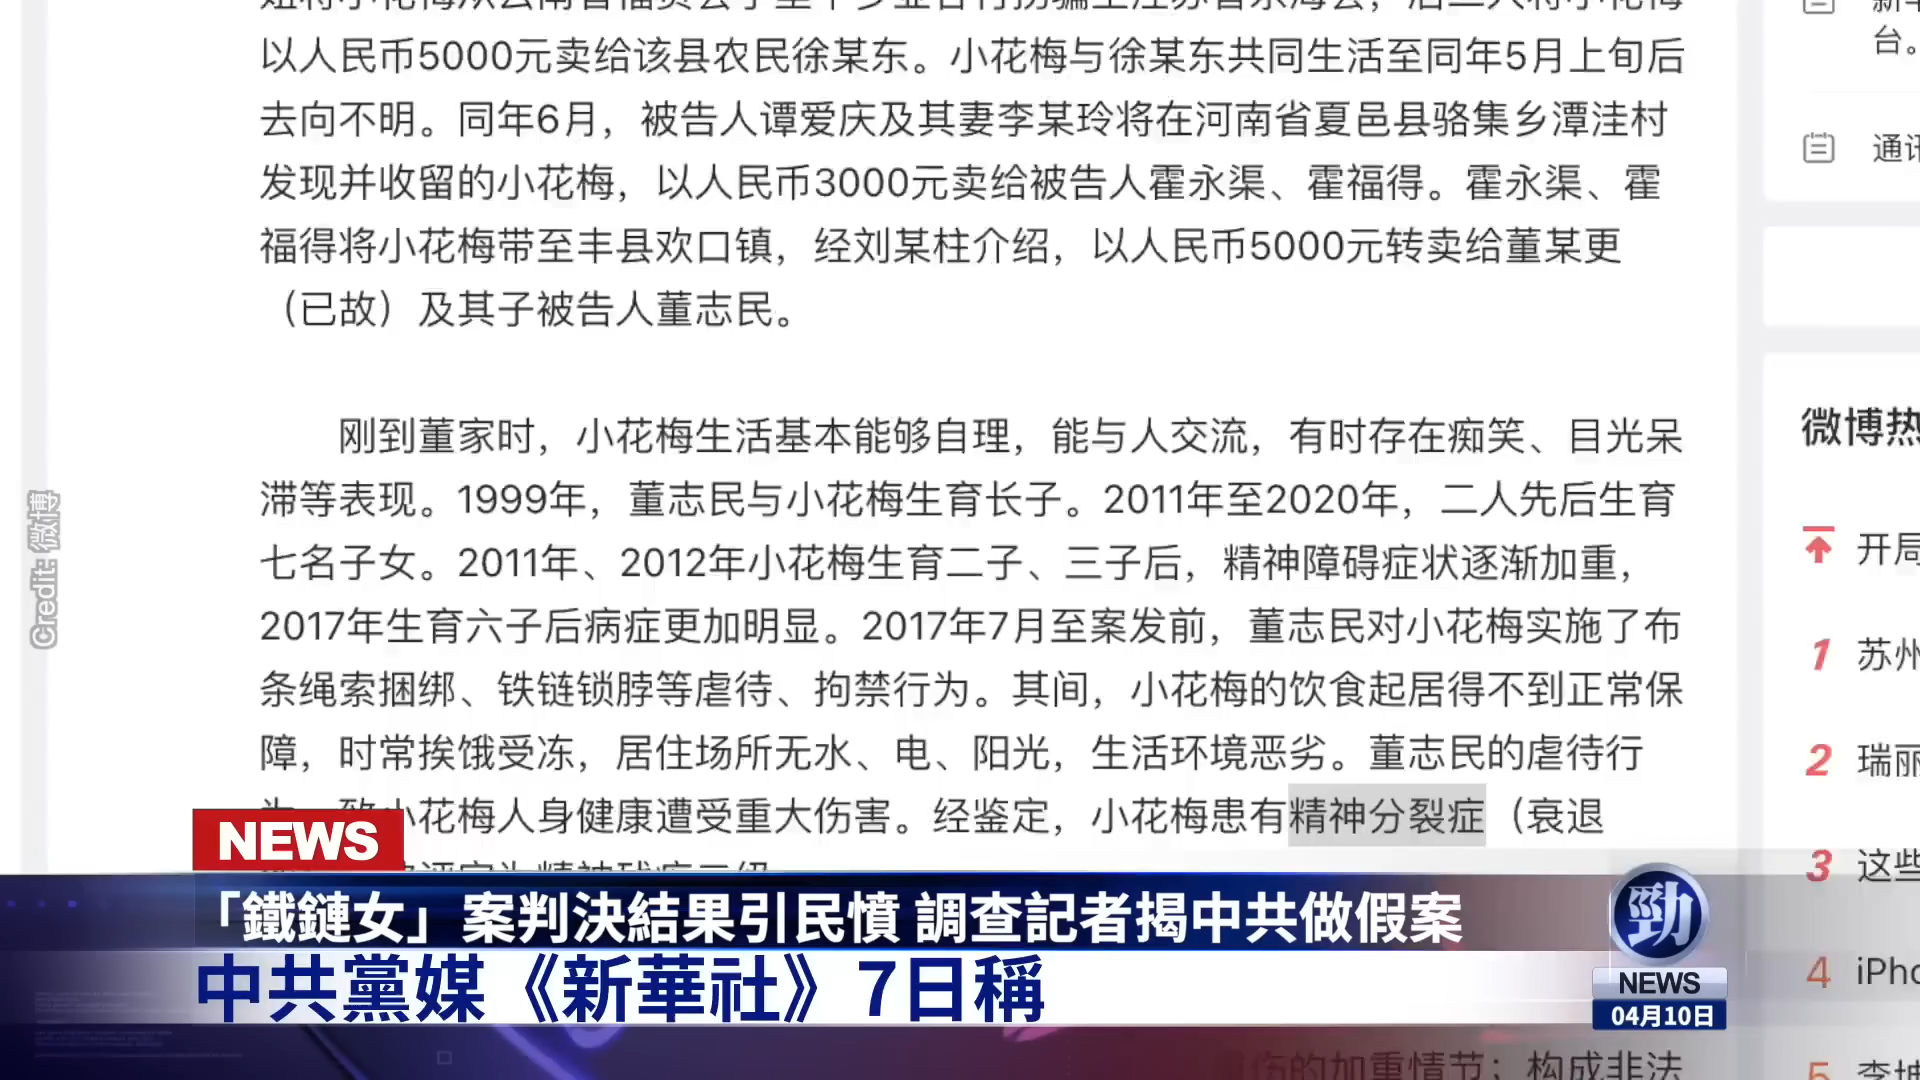 以人民币5000元卖给该县农民徐某东。小花梅与徐某东共同生活至同年5月上旬后
去向不明。同年6月，被告人谭爱庆及其妻李某玲将在河南省夏邑县骆集乡潭洼村
发现并收留的小花梅，以人民币3000元卖给被告人霍永渠、霍福得。霍永渠、霍
福得将小花梅带至丰县欢口镇，经刘某柱介绍，以人民币5000元转卖给董某更
（已故）及其子被告人董志民。
刚到董家时，小花梅生活基本能够自理，能与人交流，有时存在痴笑、目光呆
滞等表现。1999年，董志民与小花梅生育长子。2011年至2020年，二人先后生育
七名子女。2011年、2012年小花梅生育二子、三子后，精神障碍症状逐渐加重，
2017年生育六子后病症更加明显。2017年7月至案发前，董志民对小花梅实施了布
条绳索捆绑、铁链锁脖等虐待、拘禁行为。其间，小花梅的饮食起居得不到正常保
障，时常挨饿受冻，居住场所无水、电、阳光，生活环境恶劣。董志民的虐待行
小花梅人身健康遭受重大伤害。经鉴定，小花梅患有精神分裂症（衰退
的加重情节；构成非法
台。
通讯
微博热
开局
1 苏州
2 瑞丽
3 这些
4 iPho
5 李坤
Credit: 微博
NEWS
「鐵鏈女」案判決結果引民憤 調查記者揭中共做假案
中共黨媒《新華社》7日稱
勁
NEWS
04月10日